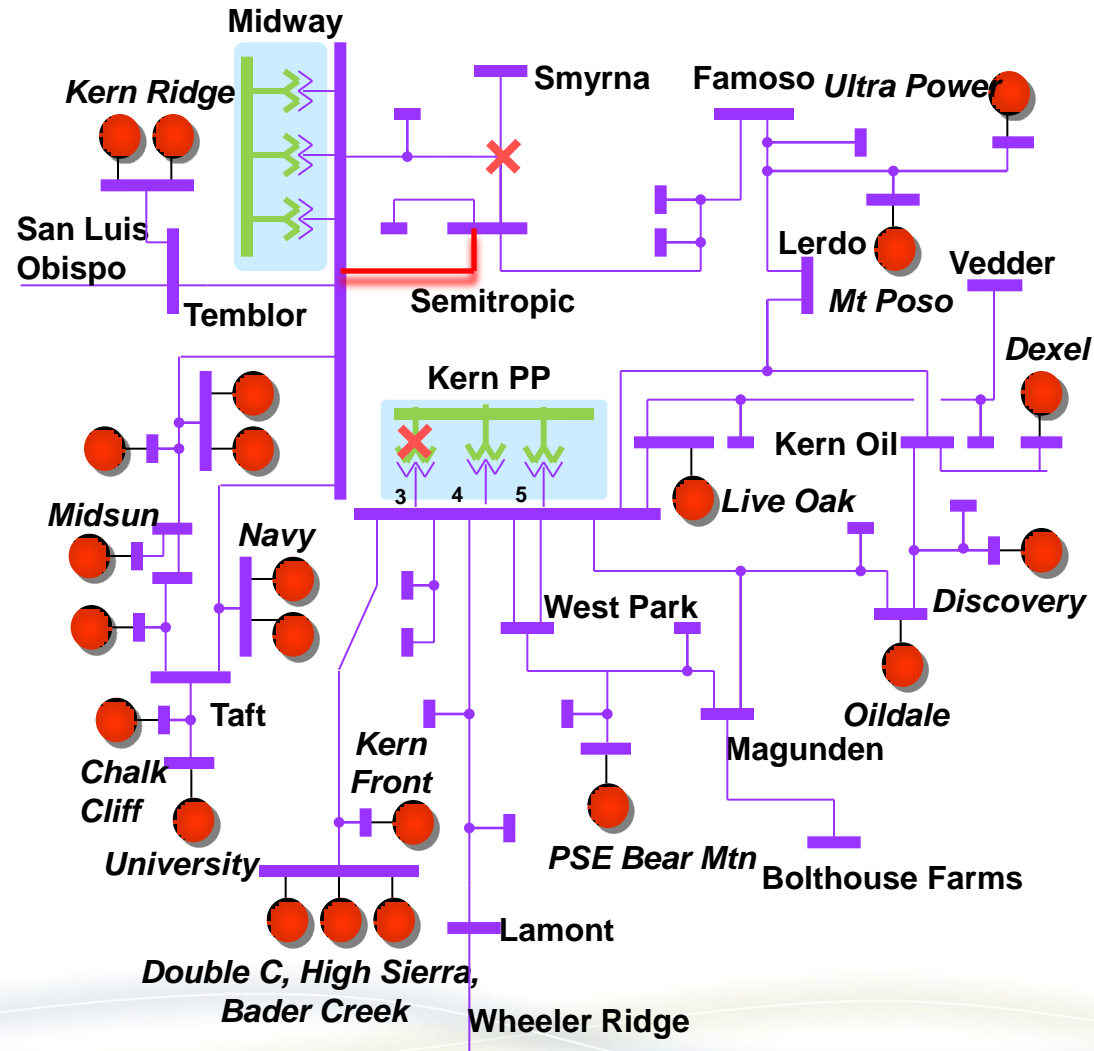 Midway
Kern Ridge
Smyrna
Famoso
Ultra Power
San Luis
Obispo
Temblor
Semitropic
Lerdo
Mt Poso
Vedder
Dexel
Kern PP
3
4
5
Kern Oil
Live Oak
Midsun
Navy
West Park
Discovery
Taft
Oildale
Magunden
Chalk
Cliff
Kern
Front
University
PSE Bear Mtn
Bolthouse Farms
Lamont
Double C, High Sierra,
Bader Creek
Wheeler Ridge